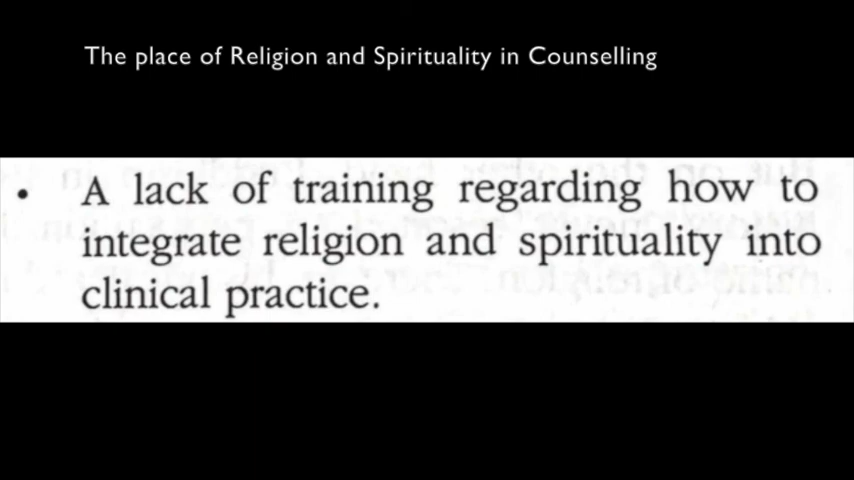 The place of Religion and Spirituality in Counselling
• A lack of training regarding how to
integrate religion and spirituality into
clinical practice.